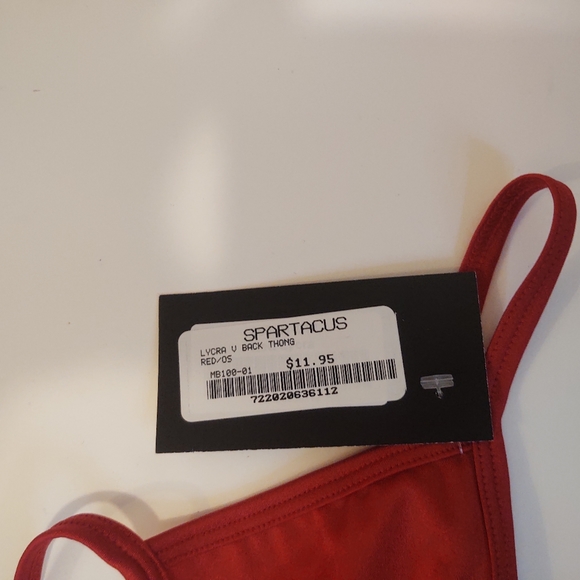 SPARTACUS
LYCRA V BACK THONG
RED/OS
$11.95
MB100-01
722020636112